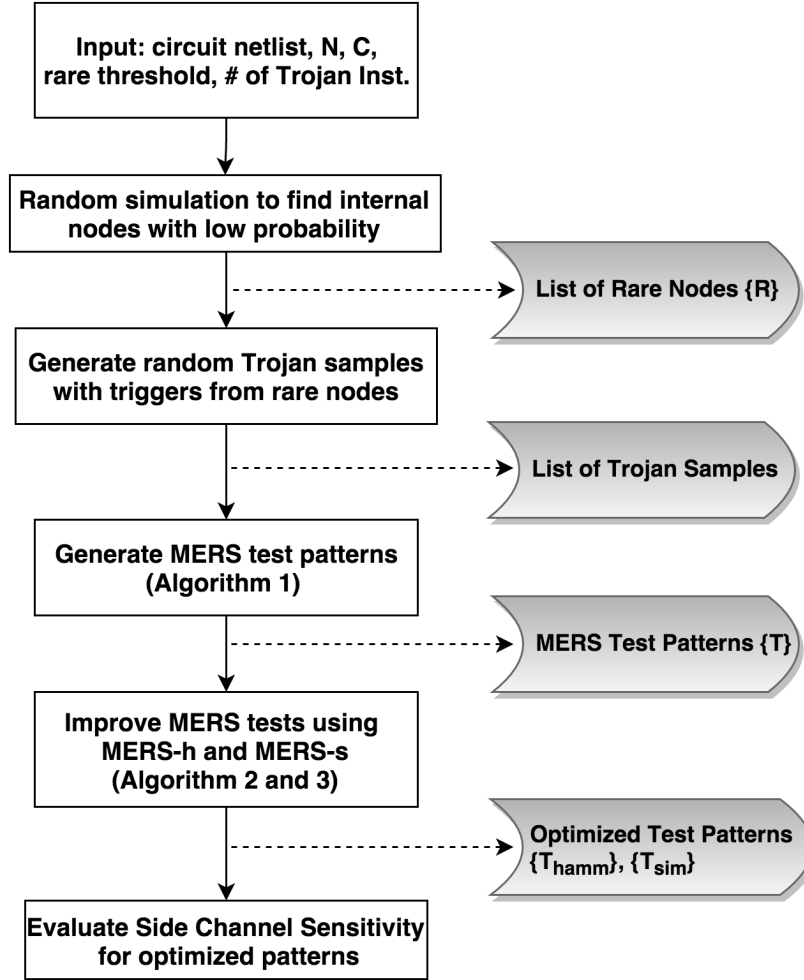 Input: circuit netlist, N, C,
rare threshold, # of Trojan Inst.
Random simulation to find internal
nodes with low probability
List of Rare Nodes {R}
Generate random Trojan samples
with triggers from rare nodes
List of Trojan Samples
Generate MERS test patterns
(Algorithm 1)
MERS Test Patterns {T}
Improve MERS tests using
MERS-h and MERS-s
(Algorithm 2 and 3)
Optimized Test Patterns
{Thamm}, {Tsim}
Evaluate Side Channel Sensitivity
for optimized patterns